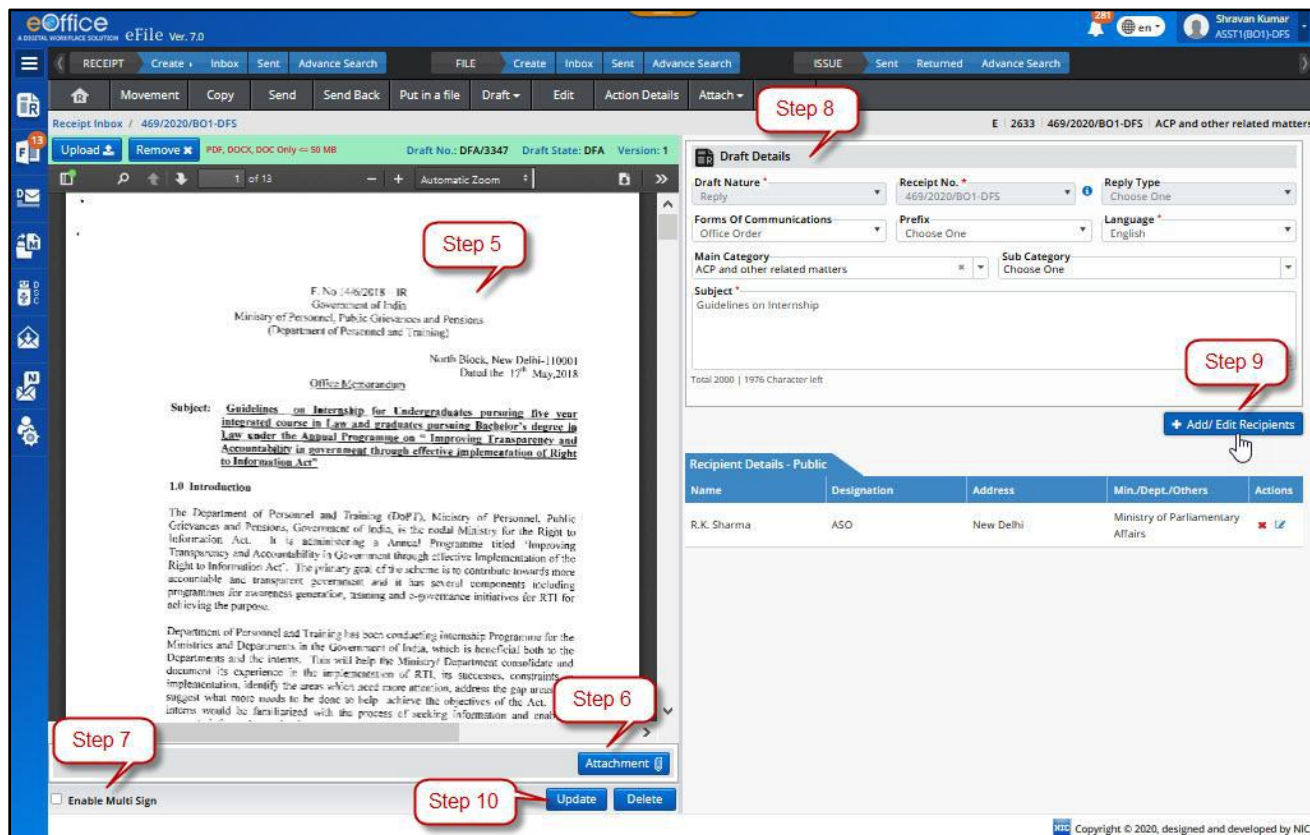 eOffice
A DIGITAL WORKPLACE SOLUTION
eFile Ver. 7.0
281
en
Shravan Kumar
ASST1(BO1)-DFS
RECEIPT Create Inbox Sent Advance Search FILE Create Inbox Sent Advance Search ISSUE Sent Returned Advance Search
Movement Copy Send Send Back Put in a file Draft Edit Action Details Attach
Step 8
Receipt Inbox / 469/2020/BO1-DFS
E | 2633 | 469/2020/BO1-DFS | ACP and other related matters
13
Upload Remove PDF, DOCX, DOC Only <= 50 MB Draft No.: DFA/3347 Draft State: DFA Version: 1
1 of 13 Automatic Zoom
Step 5
F. No 14/6/2018 - IR
Government of India
Ministry of Personnel, Public Grievances and Pensions
(Department of Personnel and Training)
North Block, New Delhi-110001
Dated the 17th May,2018
Office Memorandum
Subject: Guidelines on Internship for Undergraduates pursuing five year
integrated course in Law and graduates pursuing Bachelor's degree in
Law under the Annual Programme on " Improving Transparency and
Accountability in government through effective implementation of Right
to Information Act"
1.0 Introduction
The Department of Personnel and Training (DoPT), Ministry of Personnel, Public
Grievances and Pensions, Government of India, is the nodal Ministry for the Right to
Information Act. It is administering a Annual Programme titled 'Improving
Transparency and Accountability in Government through effective Implementation of the
Right to Information Act'. The primary goal of the scheme is to contribute towards more
accountable and transparent government and it has several components including
programmes for awareness generation, training and e-governance initiatives for RTI for
achieving the purpose.
Department of Personnel and Training has been conducting internship Programme for the
Ministries and Departments in the Government of India, which is beneficial both to the
Departments and the interns. This will help the Ministry/ Department consolidate and
document its experience in the implementation of RTI, its successes, constraints
implementation, identify the areas which need more attention, address the gap areas
suggest what more needs to be done to help achieve the objectives of the Act.
interns would be familiarized with the process of seeking information and
Step 6
Step 7
Attachment
Enable Multi Sign
Step 10
Update Delete
Draft Details
Draft Nature *
Reply
Receipt No. *
469/2020/BO1-DFS
Reply Type
Choose One
Forms Of Communications
Office Order
Prefix
Choose One
Language *
English
Main Category
ACP and other related matters
Sub Category
Choose One
Subject *
Guidelines on Internship
Total 2000 | 1976 Character left
Step 9
+ Add/ Edit Recipients
Recipient Details - Public
Name Designation Address Min./Dept./Others Actions
R.K. Sharma ASO New Delhi Ministry of Parliamentary
Affairs
NIC Copyright © 2020, designed and developed by NIC